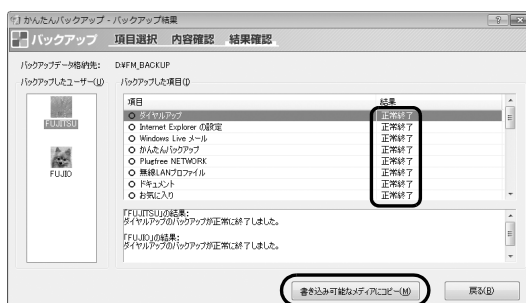 かんたんバックアップ - バックアップ結果
バックアップ 項目選択 内容確認 結果確認
バックアップデータ格納先: D:¥FM_BACKUP
バックアップしたユーザー(U) バックアップした項目(I)
FUJITSU
FUJIO
項目 結果
ダイヤルアップ 正常終了
Internet Explorer の設定 正常終了
Windows Live メール 正常終了
かんたんバックアップ 正常終了
Plugfree NETWORK 正常終了
無線LANプロファイル 正常終了
ドキュメント 正常終了
お気に入り 正常終了
「FUJITSU」の結果:
ダイヤルアップのバックアップが正常に終了しました。
「FUJIO」の結果:
ダイヤルアップのバックアップが正常に終了しました。
書き込み可能なメディアにコピー(M) 戻る(B)